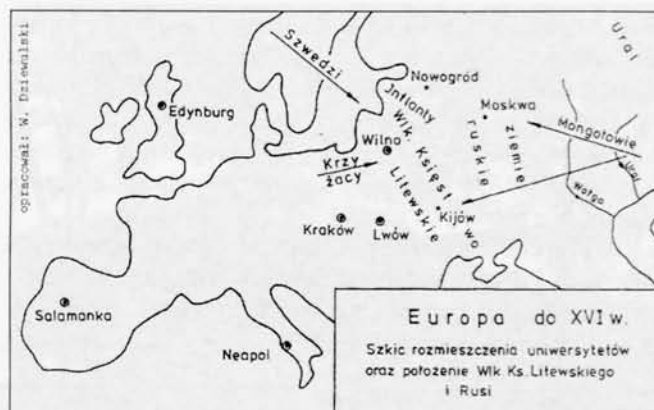 opracował: W. Dziewulski
Szwedzi
Ural
Nowogród
Inflanty
Moskwa
Edynburg
Wilno
Wlk. Księstwo
Litewskie
ruskie
ziemie
Mongołowie
Krzy
żacy
Ural
Wołga
Kijów
Kraków
Lwów
Salamanka
Neapol
Europa do XVI w.
Szkic rozmieszczenia uniwersytetów
oraz położenie Wlk Ks. Litewskiego
i Rusi